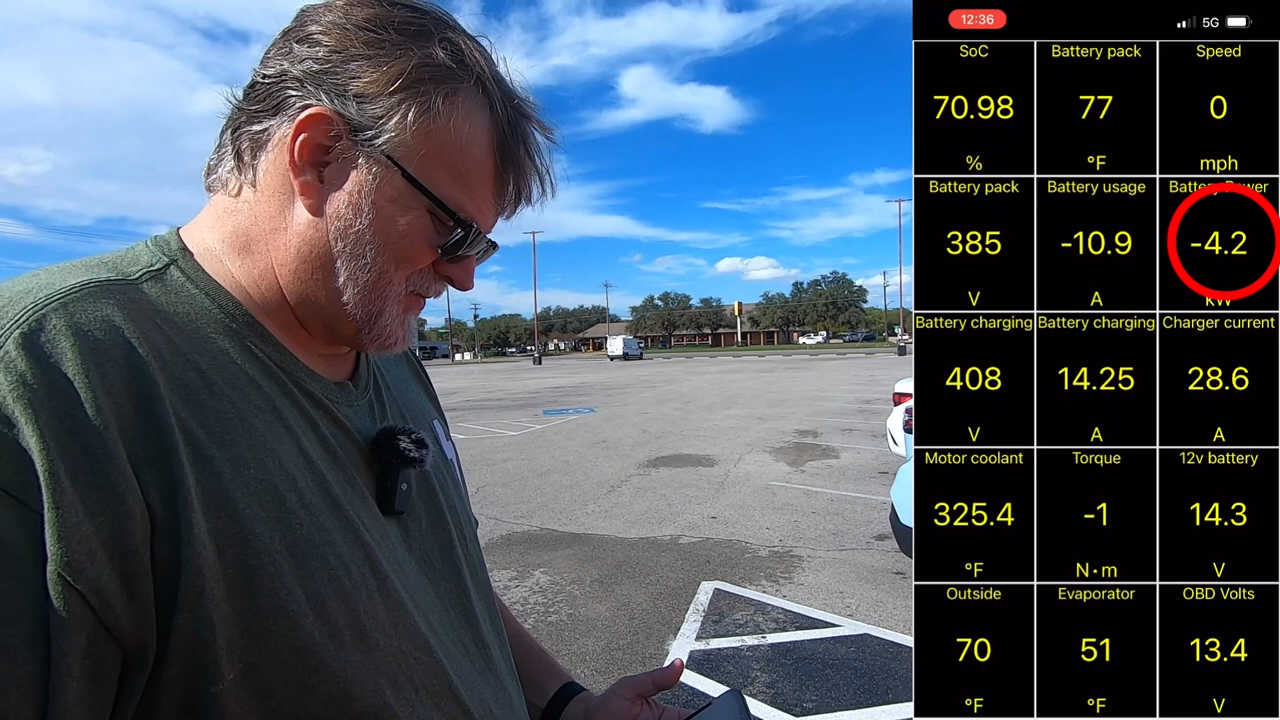 12:36
5G
SoC
70.98
%
Battery pack
77
°F
Speed
0
mph
Battery pack
385
V
Battery usage
-10.9
A
Battery Power
-4.2
kW
Battery charging
408
V
Battery charging
14.25
A
Charger current
28.6
A
Motor coolant
325.4
°F
Torque
-1
N·m
12v battery
14.3
V
Outside
70
°F
Evaporator
51
°F
OBD Volts
13.4
V